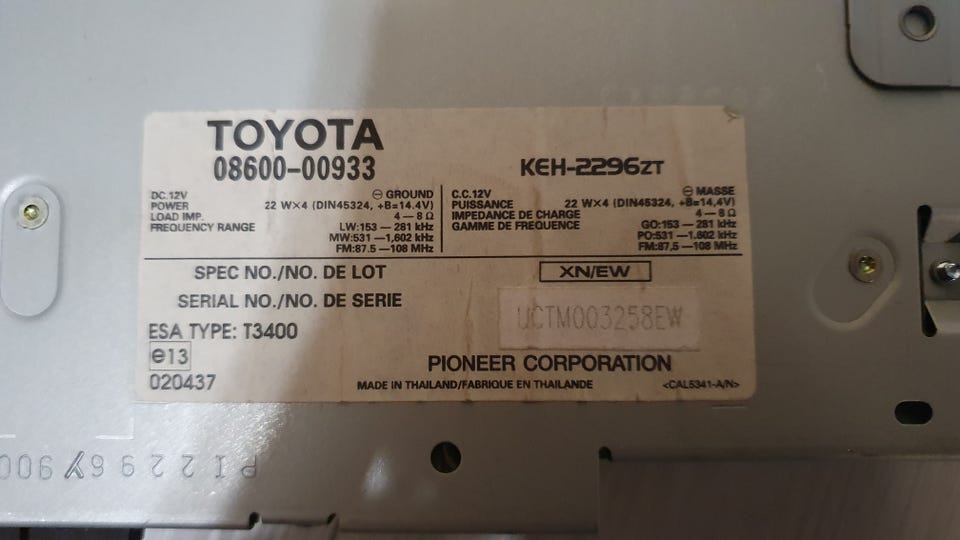 TOYOTA
08600-00933
KEH-2296ZT
DC.12V ⊖ GROUND
POWER 22 W×4 (DIN45324, +B=14,4V)
LOAD IMP. 4—8 Ω
FREQUENCY RANGE LW:153—281 kHz
MW:531—1,602 kHz
FM:87.5—108 MHz
C.C.12V ⊖ MASSE
PUISSANCE 22 W×4 (DIN45324, +B=14,4V)
IMPEDANCE DE CHARGE 4—8 Ω
GAMME DE FREQUENCE GO:153—281 kHz
PO:531—1.602 kHz
FM:87.5—108 MHz
SPEC NO./NO. DE LOT XN/EW
SERIAL NO./NO. DE SERIE UCTM003258EW
ESA TYPE: T3400
e13
020437
PIONEER CORPORATION
MADE IN THAILAND/FABRIQUE EN THAILANDE <CAL5341-A/N>
PI2296Y900